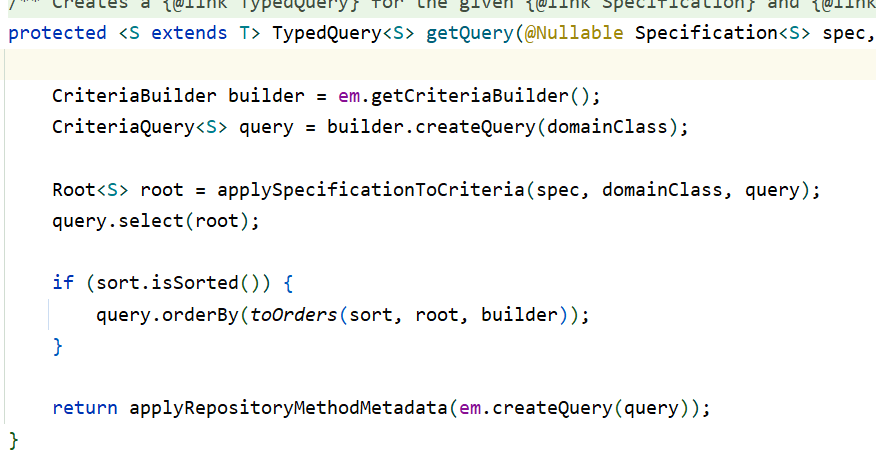 /** Creates a {@link TypedQuery} for the given {@link Specification} and {@link
protected <S extends T> TypedQuery<S> getQuery(@Nullable Specification<S> spec,
CriteriaBuilder builder = em.getCriteriaBuilder();
CriteriaQuery<S> query = builder.createQuery(domainClass);
Root<S> root = applySpecificationToCriteria(spec, domainClass, query);
query.select(root);
if (sort.isSorted()) {
query.orderBy(toOrders(sort, root, builder));
}
return applyRepositoryMethodMetadata(em.createQuery(query));
}